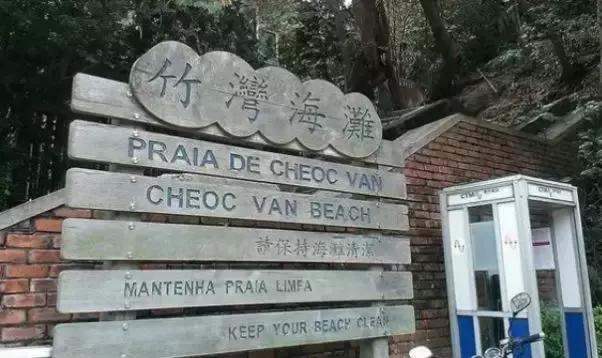 竹灣海灘
PRAIA DE CHEOC VAN
CHEOC VAN BEACH
請保持海灘清潔
MANTENHA PRAIA LIMPA
KEEP YOUR BEACH CLEAN
CTM